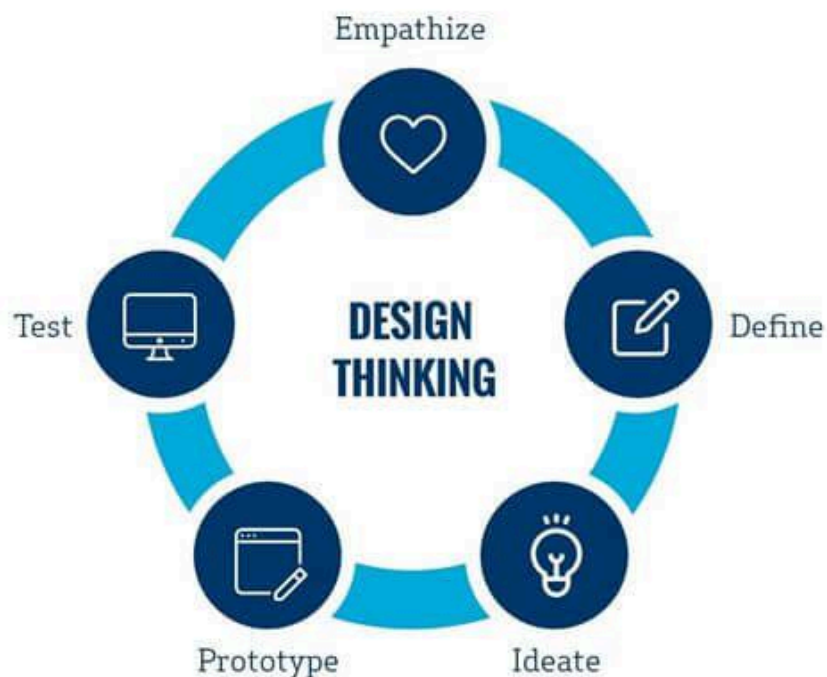 Empathize
Test
DESIGN
THINKING
Define
Prototype
Ideate